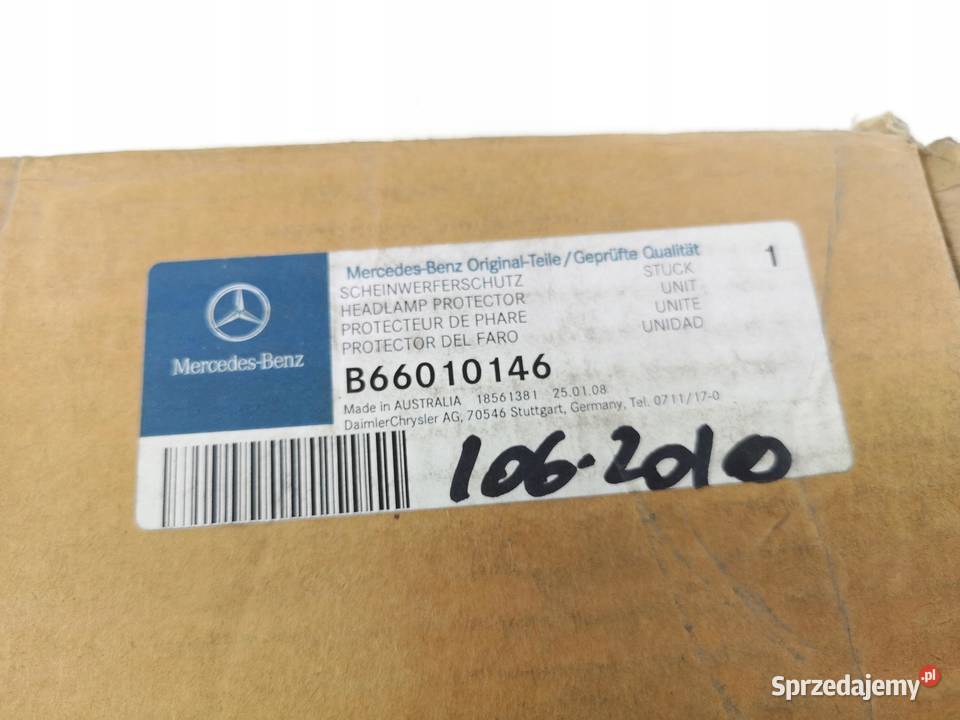 Mercedes-Benz
Mercedes-Benz Original-Teile/Geprüfte Qualität 1
SCHEINWERFERSCHUTZ STUCK
HEADLAMP PROTECTOR UNIT
PROTECTEUR DE PHARE UNITE
PROTECTOR DEL FARO UNIDAD
B66010146
Made in AUSTRALIA 18561381 25.01.08
DaimlerChrysler AG, 70546 Stuttgart, Germany, Tel. 0711/17-0
106-2010
Sprzedajemy.pl